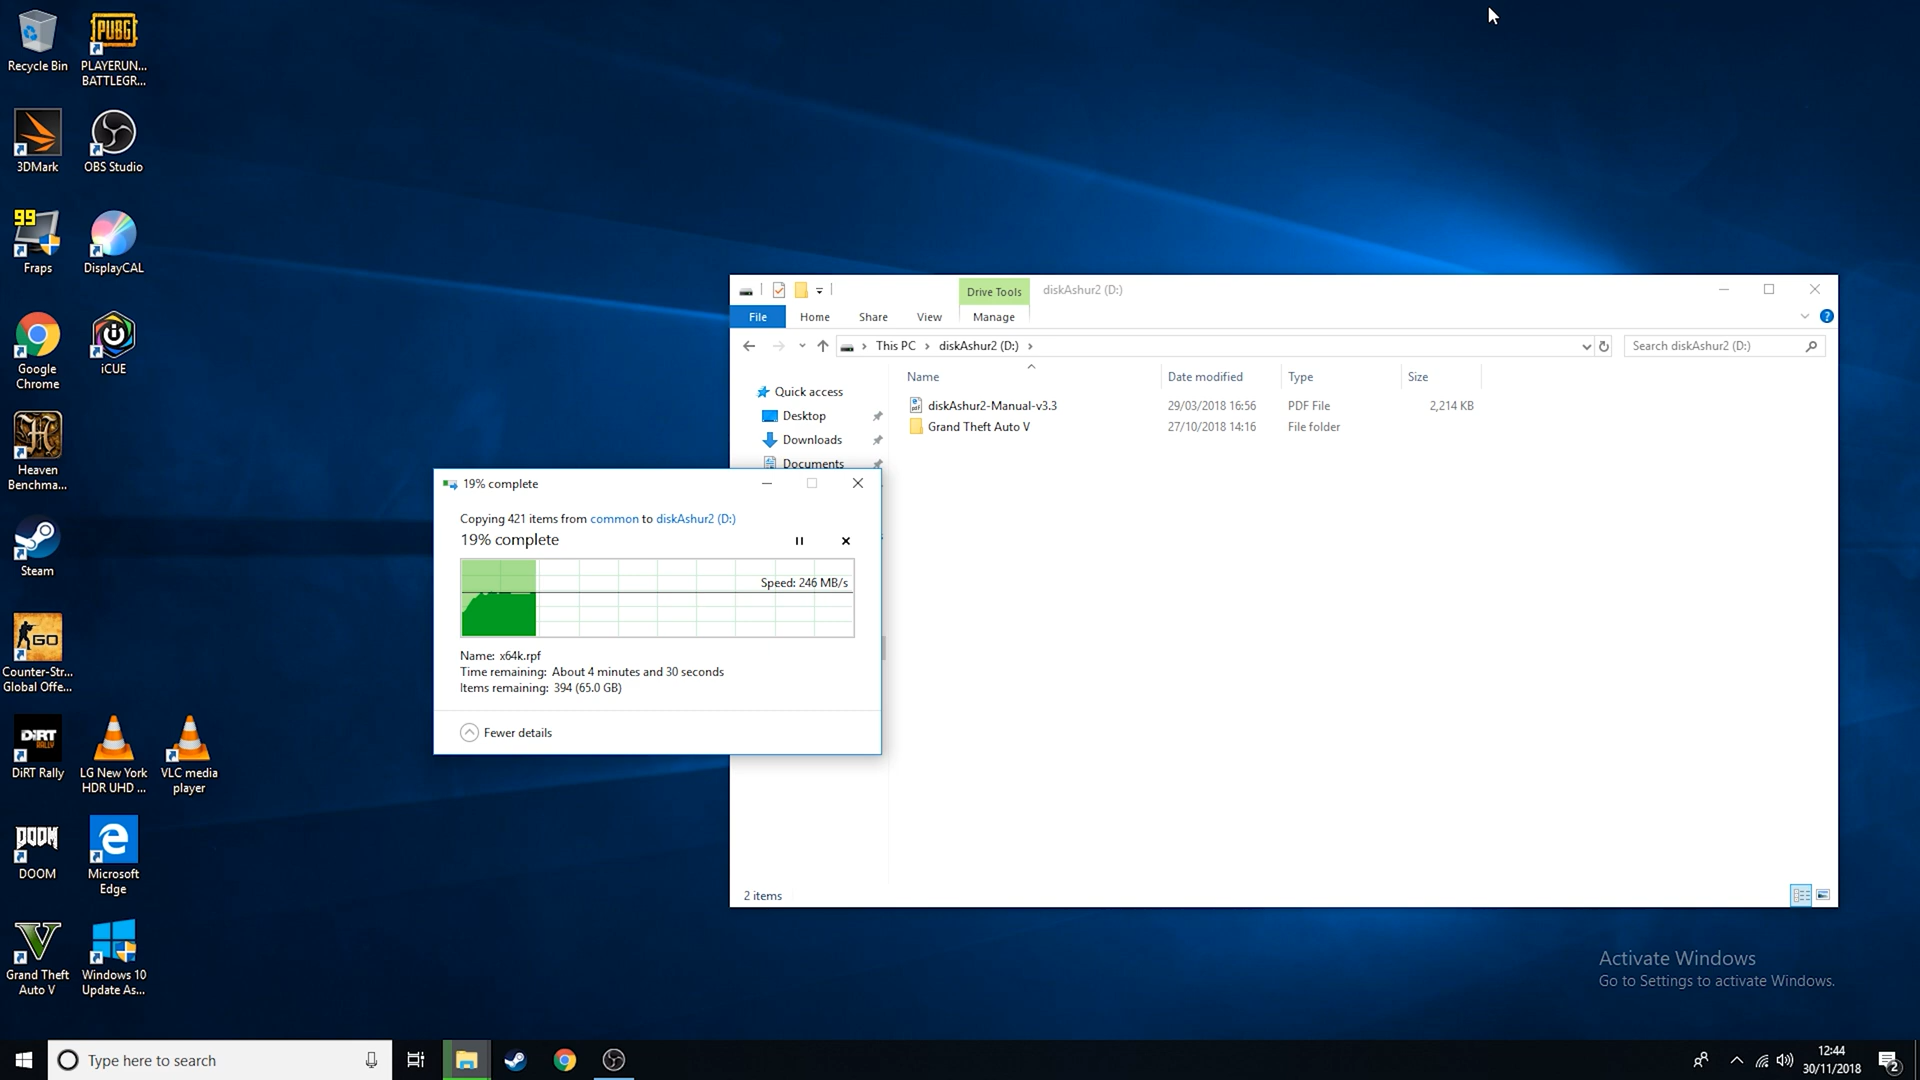 Recycle Bin
PLAYERUN...
BATTLEGR...
3DMark
OBS Studio
99
Fraps
DisplayCAL
Google
Chrome
iCUE
Heaven
Benchma...
Steam
Counter-Str...
Global Offe...
DiRT Rally
LG New York
HDR UHD ...
VLC media
player
DOOM
Microsoft
Edge
Grand Theft
Auto V
Windows 10
Update As...
PUBG
GO
DiRT
RALLY
DOOM
Drive Tools
diskAshur2 (D:)
File
Home
Share
View
Manage
This PC
diskAshur2 (D:)
Search diskAshur2 (D:)
Name
Date modified
Type
Size
Quick access
Desktop
Downloads
Documents
diskAshur2-Manual-v3.3
29/03/2018 16:56
PDF File
2,214 KB
Grand Theft Auto V
27/10/2018 14:16
File folder
2 items
19% complete
Copying 421 items from common to diskAshur2 (D:)
19% complete
Speed: 246 MB/s
Name: x64k.rpf
Time remaining: About 4 minutes and 30 seconds
Items remaining: 394 (65.0 GB)
Fewer details
Activate Windows
Go to Settings to activate Windows.
Type here to search
12:44
30/11/2018
2